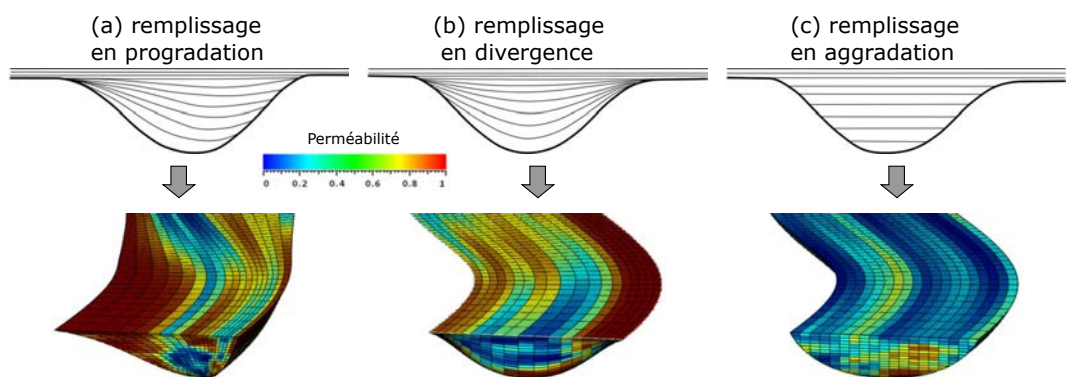 (a) remplissage
en progradation
(b) remplissage
en divergence
(c) remplissage
en aggradation
Perméabilité
0 0.2 0.4 0.6 0.8 1